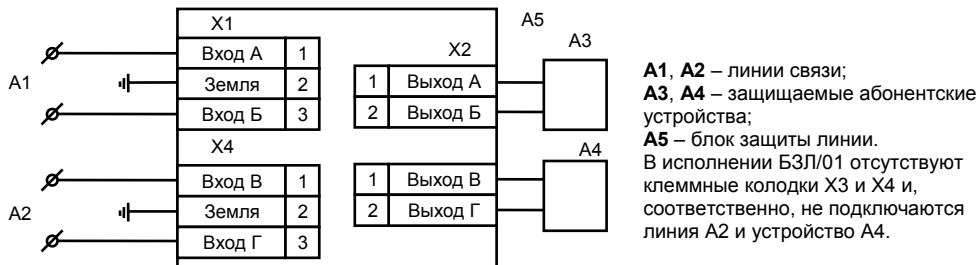 X1
A5
X2
A3
A1
Вход А 1
Земля 2
Вход Б 3
1 Выход А
2 Выход Б
X4
A4
A2
Вход В 1
Земля 2
Вход Г 3
1 Выход В
2 Выход Г
A1, A2 – линии связи;
A3, A4 – защищаемые абонентские
устройства;
A5 – блок защиты линии.
В исполнении БЗЛ/01 отсутствуют
клеммные колодки X3 и X4 и,
соответственно, не подключаются
линия A2 и устройство A4.